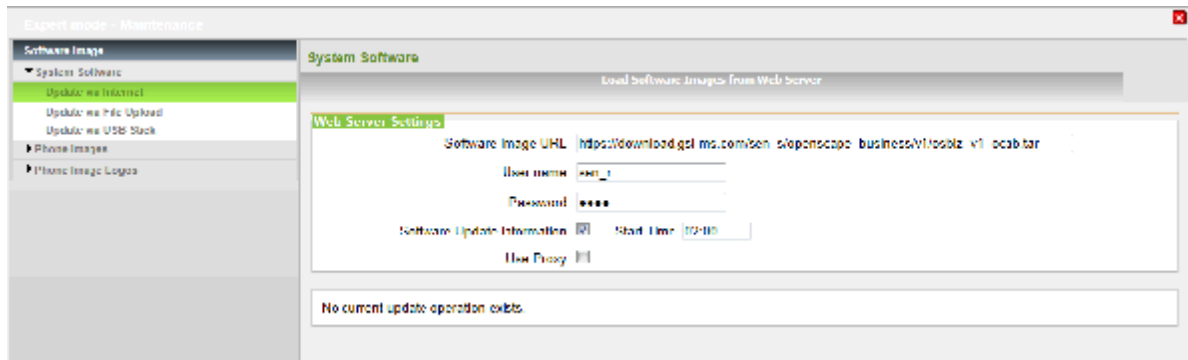 Expert mode - Maintenance
Software Image
System Software
Update via Internet
Update via File Upload
Update via USB Stick
Phone Images
Phone Image Logos
System Software
Load Software Images from Web Server
Web Server Settings
Software Image URL
User name
Password ●●●●
Software Update Information Start Time 02:00
Use Proxy
No current update operation exists.